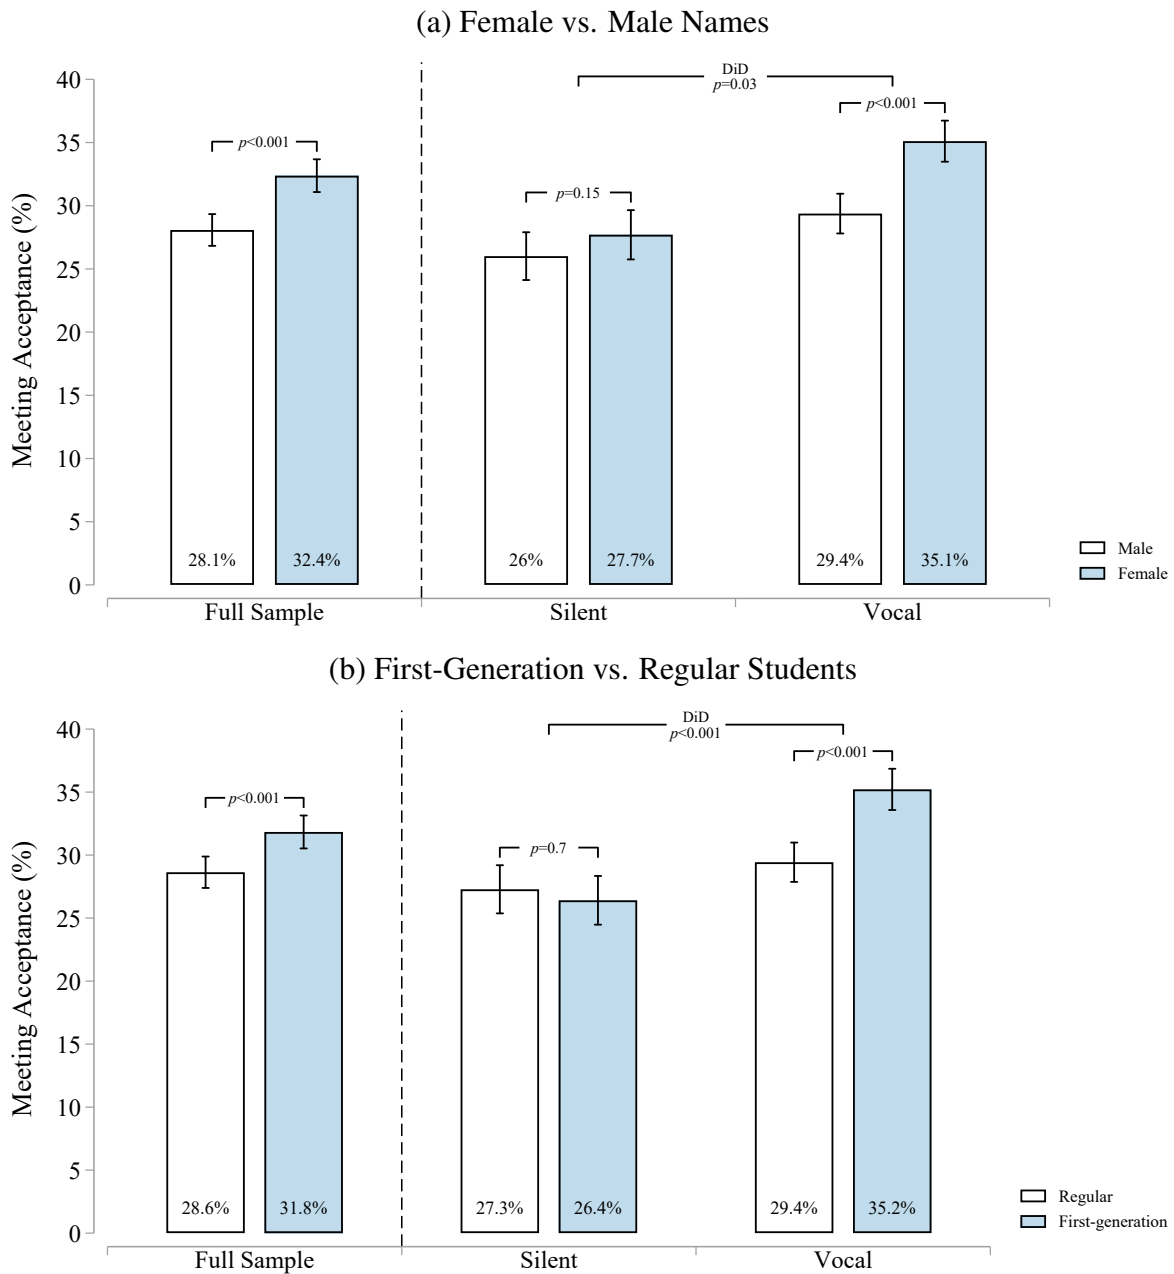 (a) Female vs. Male Names
Meeting Acceptance (%)
40
35
30
25
20
15
10
5
0
DiD
p=0.03
p<0.001
p<0.001
p=0.15
28.1%
32.4%
26%
27.7%
29.4%
35.1%
Male
Female
Full Sample
Silent
Vocal
(b) First-Generation vs. Regular Students
Meeting Acceptance (%)
40
35
30
25
20
15
10
5
0
DiD
p<0.001
p<0.001
p<0.001
p=0.7
28.6%
31.8%
27.3%
26.4%
29.4%
35.2%
Regular
First-generation
Full Sample
Silent
Vocal